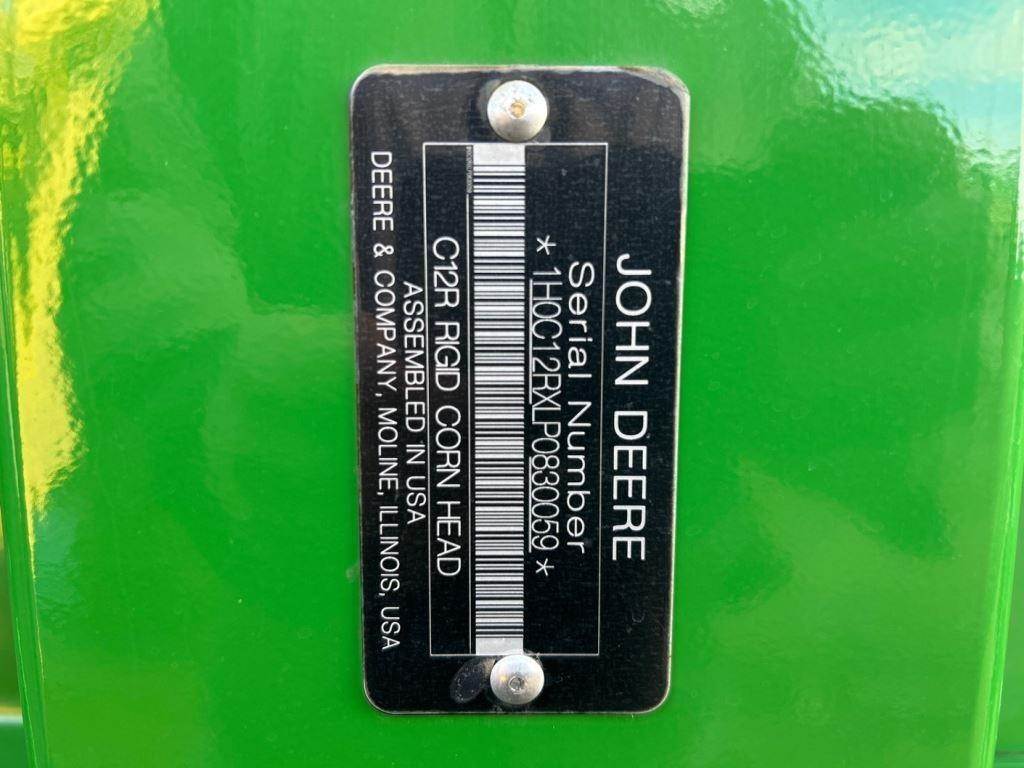 JOHN DEERE
Serial Number
*1H0C12RXLP0830059*
C12R RIGID CORN HEAD
ASSEMBLED IN USA
DEERE & COMPANY, MOLINE, ILLINOIS, USA